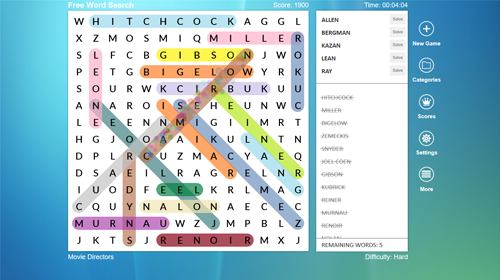 Free Word Search
Score: 1900
Time: 00:04:04
W H I T C H C O C K A G G L
X Z M O S M I Q M I L L E R
S L F C B G I B S O N J W O
P E T G B I G E L O W Y R K
S O U R W K C I R B U K U U
A N A R O I S E H E U N W C
L E E E N N M I G I I M R T
H G J O O A A I K U L N T N
D P L R C U Z M A C Y A E Q
D S A E I L R A G R E N R
I U O D F E E L K R L M A G
C Q U Y N A L O N A E C E C
M U R N A U W Z J M P B L Z
J K T S J R E N O I R M X J
ALLEN Solve
BERGMAN Solve
KAZAN Solve
LEAN Solve
RAY Solve
HITCHCOCK
MILLER
BIGELOW
ZEMECKIS
SNYDER
JOEL COEN
GIBSON
KUBRICK
REINER
MURNAU
RENOIR
REMAINING WORDS: 5
New Game
Categories
Scores
Settings
More
Movie Directors
Difficulty: Hard